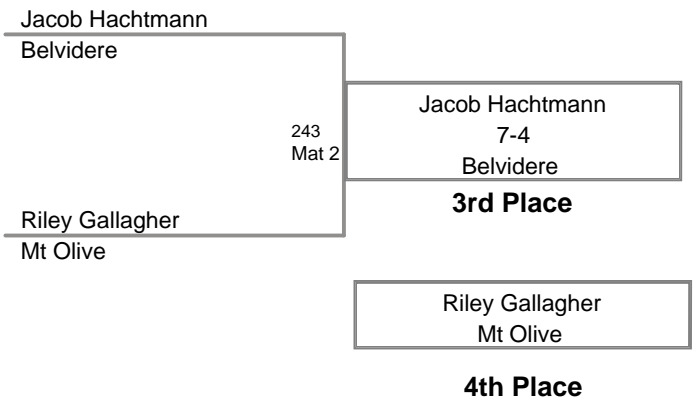 Jacob Hachtmann
Belvidere
243
Mat 2
Jacob Hachtmann
7-4
Belvidere
3rd Place
Riley Gallagher
Mt Olive
Riley Gallagher
Mt Olive
4th Place